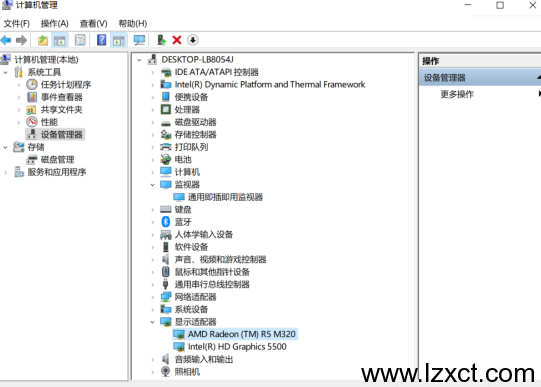 计算机管理
文件(F) 操作(A) 查看(V) 帮助(H)
计算机管理(本地)
系统工具
任务计划程序
事件查看器
共享文件夹
性能
设备管理器
存储
磁盘管理
服务和应用程序
DESKTOP-LB8054J
IDE ATA/ATAPI 控制器
Intel(R) Dynamic Platform and Thermal Framework
便携设备
处理器
磁盘驱动器
存储控制器
打印队列
电池
计算机
监视器
通用即插即用监视器
键盘
蓝牙
人体学输入设备
软件设备
声音、视频和游戏控制器
鼠标和其他指针设备
通用串行总线控制器
网络适配器
系统设备
显示适配器
AMD Radeon (TM) R5 M320
Intel(R) HD Graphics 5500
音频输入和输出
照相机
操作
设备管理器
更多操作
www.lzxct.com